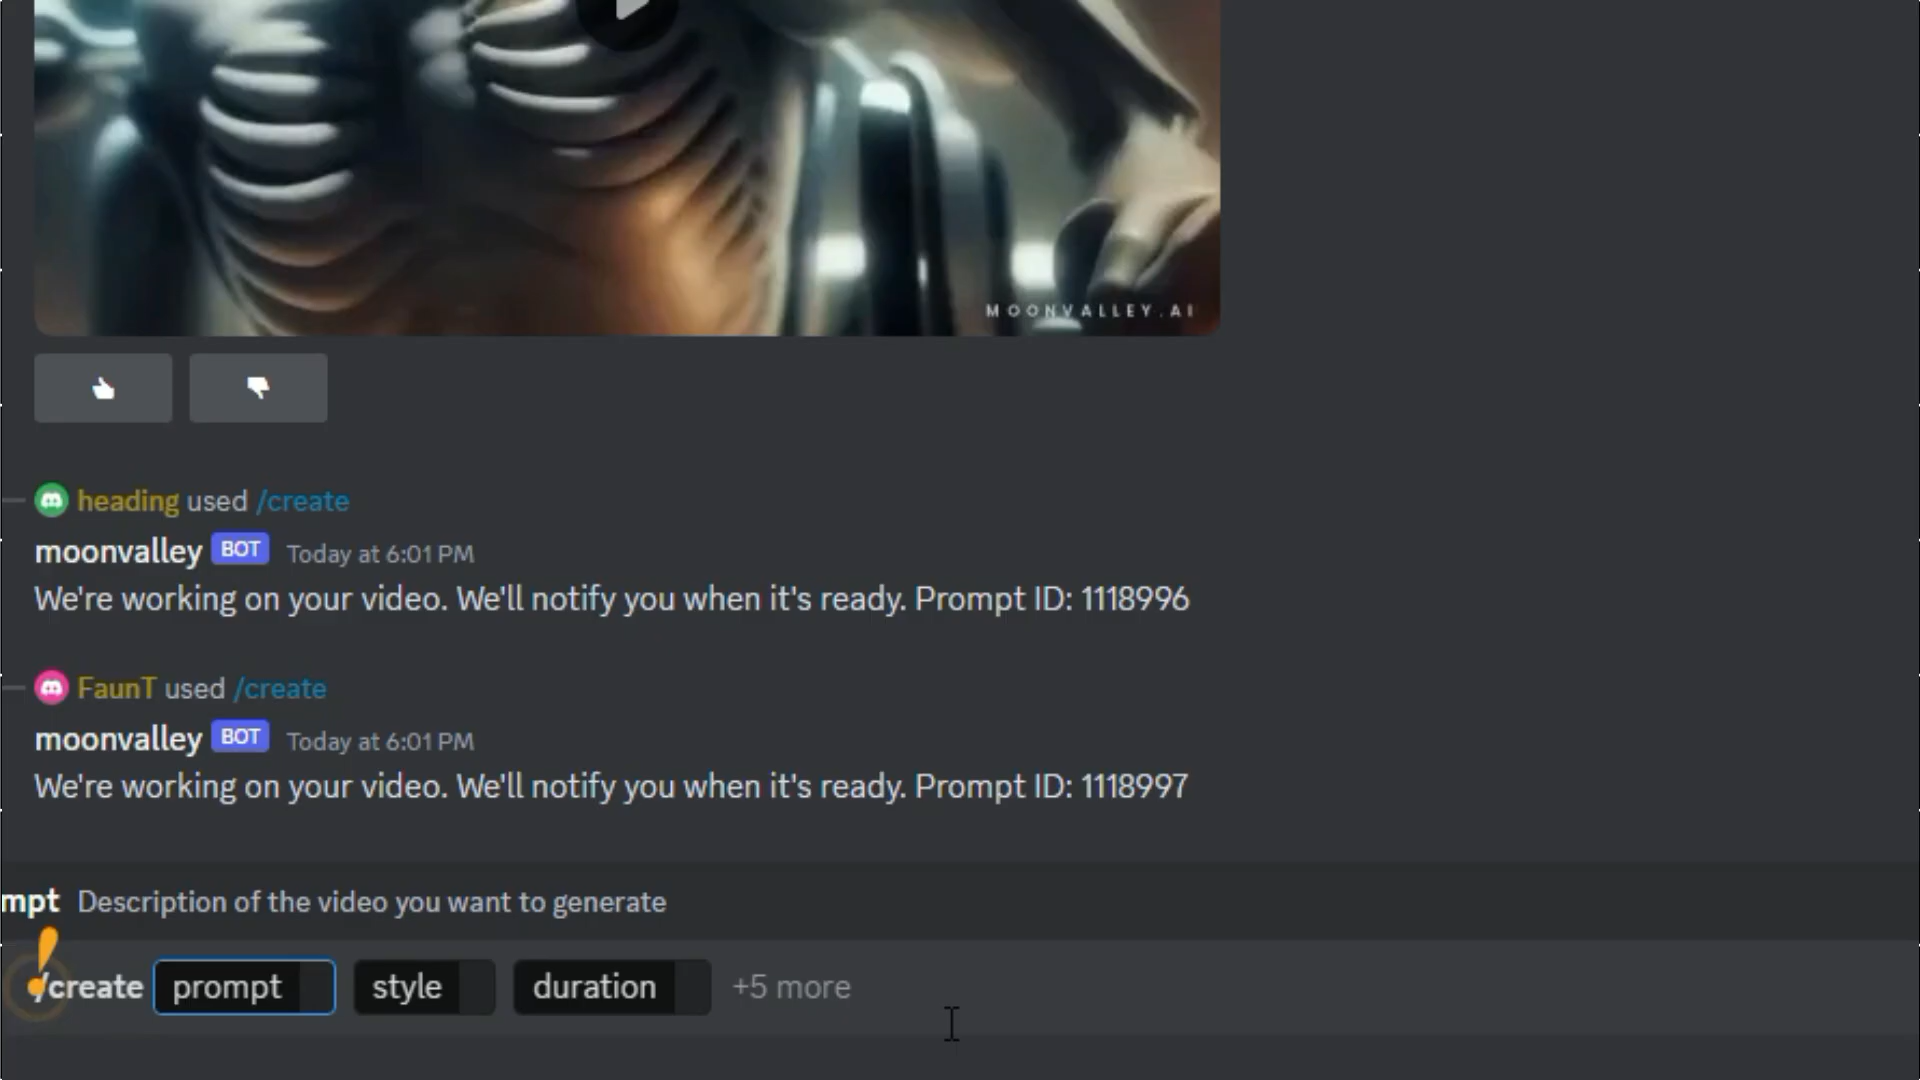 MOONVALLEY.AI
heading used /create
moonvalley BOT Today at 6:01 PM
We're working on your video. We'll notify you when it's ready. Prompt ID: 1118996
FaunT used /create
moonvalley BOT Today at 6:01 PM
We're working on your video. We'll notify you when it's ready. Prompt ID: 1118997
mpt Description of the video you want to generate
/create prompt style duration +5 more